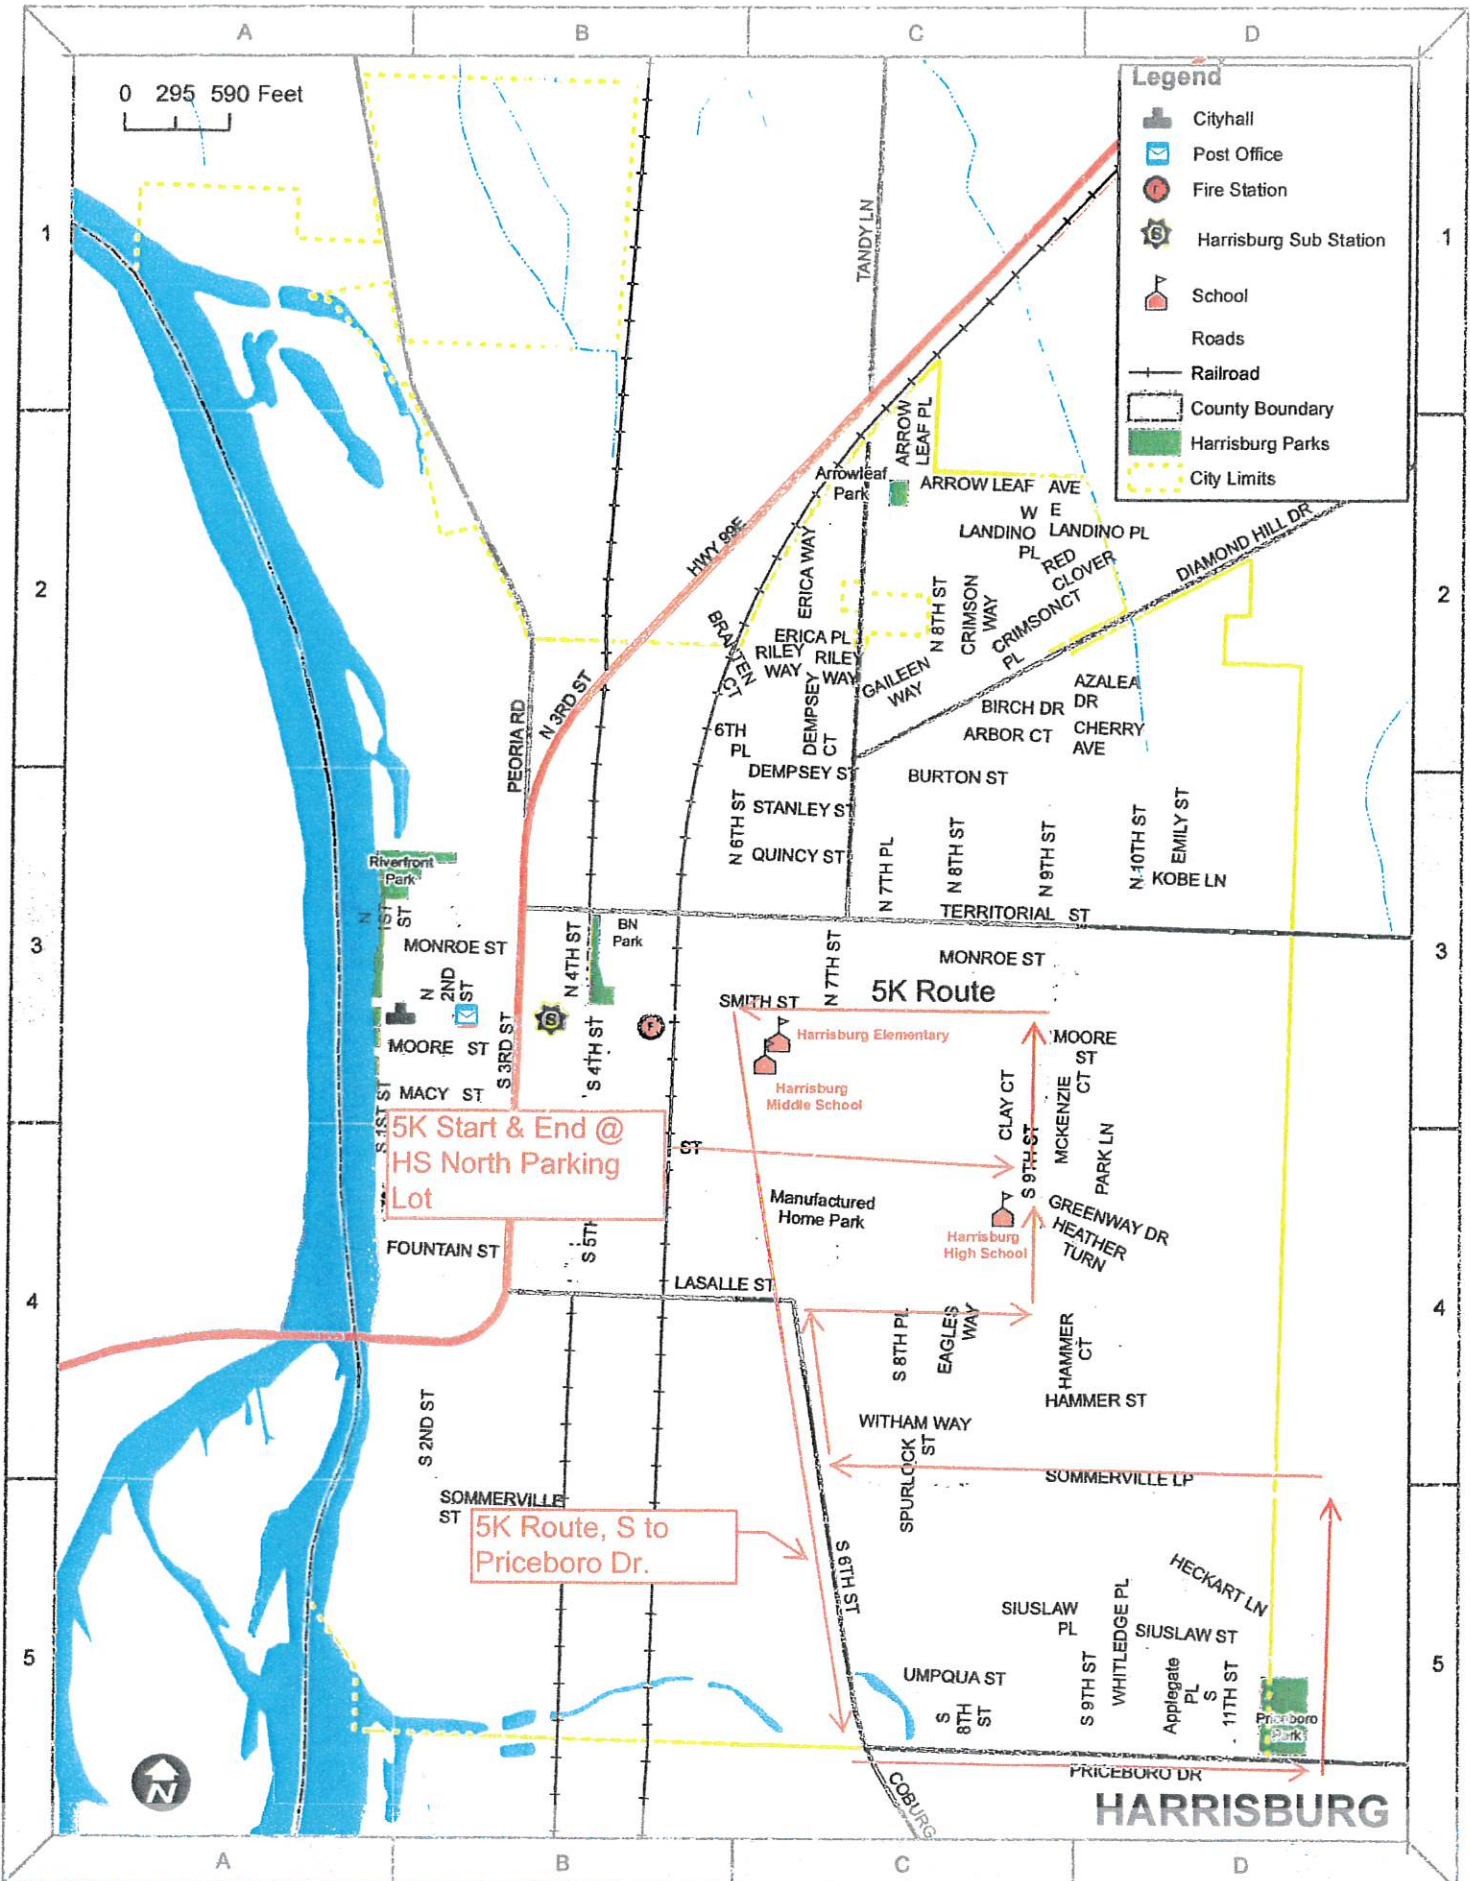 A
B
C
D
0 295 590 Feet
Legend
Cityhall
Post Office
F
Fire Station
S
Harrisburg Sub Station
School
Roads
Railroad
County Boundary
Harrisburg Parks
City Limits
1
1
TANDY LN
ARROW
LEAF PL
Arrowleaf
Park
ARROW LEAF AVE
W
LANDINO
PL
E
LANDINO PL
RED
CLOVER
HWY 99E
DIAMOND HILL DR
2
2
ERICA WAY
N 8TH ST
CRIMSON
WAY
CRIMSONCT
PL
BRAMTEN
CT
ERICA PL
RILEY
WAY
RILEY
WAY
GAILEEN
WAY
AZALEA
DR
PEORIA RD
N 3RD ST
DEMPSEY
CT
BIRCH DR
ARBOR CT
CHERRY
AVE
6TH
PL
DEMPSEY ST
BURTON ST
N 6TH ST
STANLEY ST
QUINCY ST
N 7TH PL
N 8TH ST
N 9TH ST
N 10TH ST
EMILY ST
KOBE LN
Riverfront
Park
N
1ST
ST
TERRITORIAL ST
3
3
MONROE ST
N 4TH ST
BN
Park
N 7TH ST
MONROE ST
N
2ND
ST
5K Route
SMITH ST
S
F
Harrisburg Elementary
MOORE ST
S 3RD ST
S 4TH ST
MOORE
ST
CT
MACY ST
Harrisburg
Middle School
CLAY CT
MCKENZIE
S 1ST ST
5K Start & End @
HS North Parking
Lot
ST
S 9TH ST
PARK LN
Manufactured
Home Park
GREENWAY DR
HEATHER
TURN
Harrisburg
High School
FOUNTAIN ST
S 5TH
LASALLE ST
4
4
S 8TH PL
EAGLES
WAY
HAMMER
CT
HAMMER ST
S 2ND ST
WITHAM WAY
SPURLOCK
ST
SOMMERVILLE LP
SOMMERVILLE
ST
5K Route, S to
Priceboro Dr.
S 6TH ST
HECKART LN
SIUSLAW
PL
WHITLEDGE PL
SIUSLAW ST
5
5
UMPQUA ST
S 9TH ST
Applegate
PL
S
11TH ST
S
8TH
ST
Priceboro
Park
N
PRICEBORO DR
COBURG
HARRISBURG
A
B
C
D